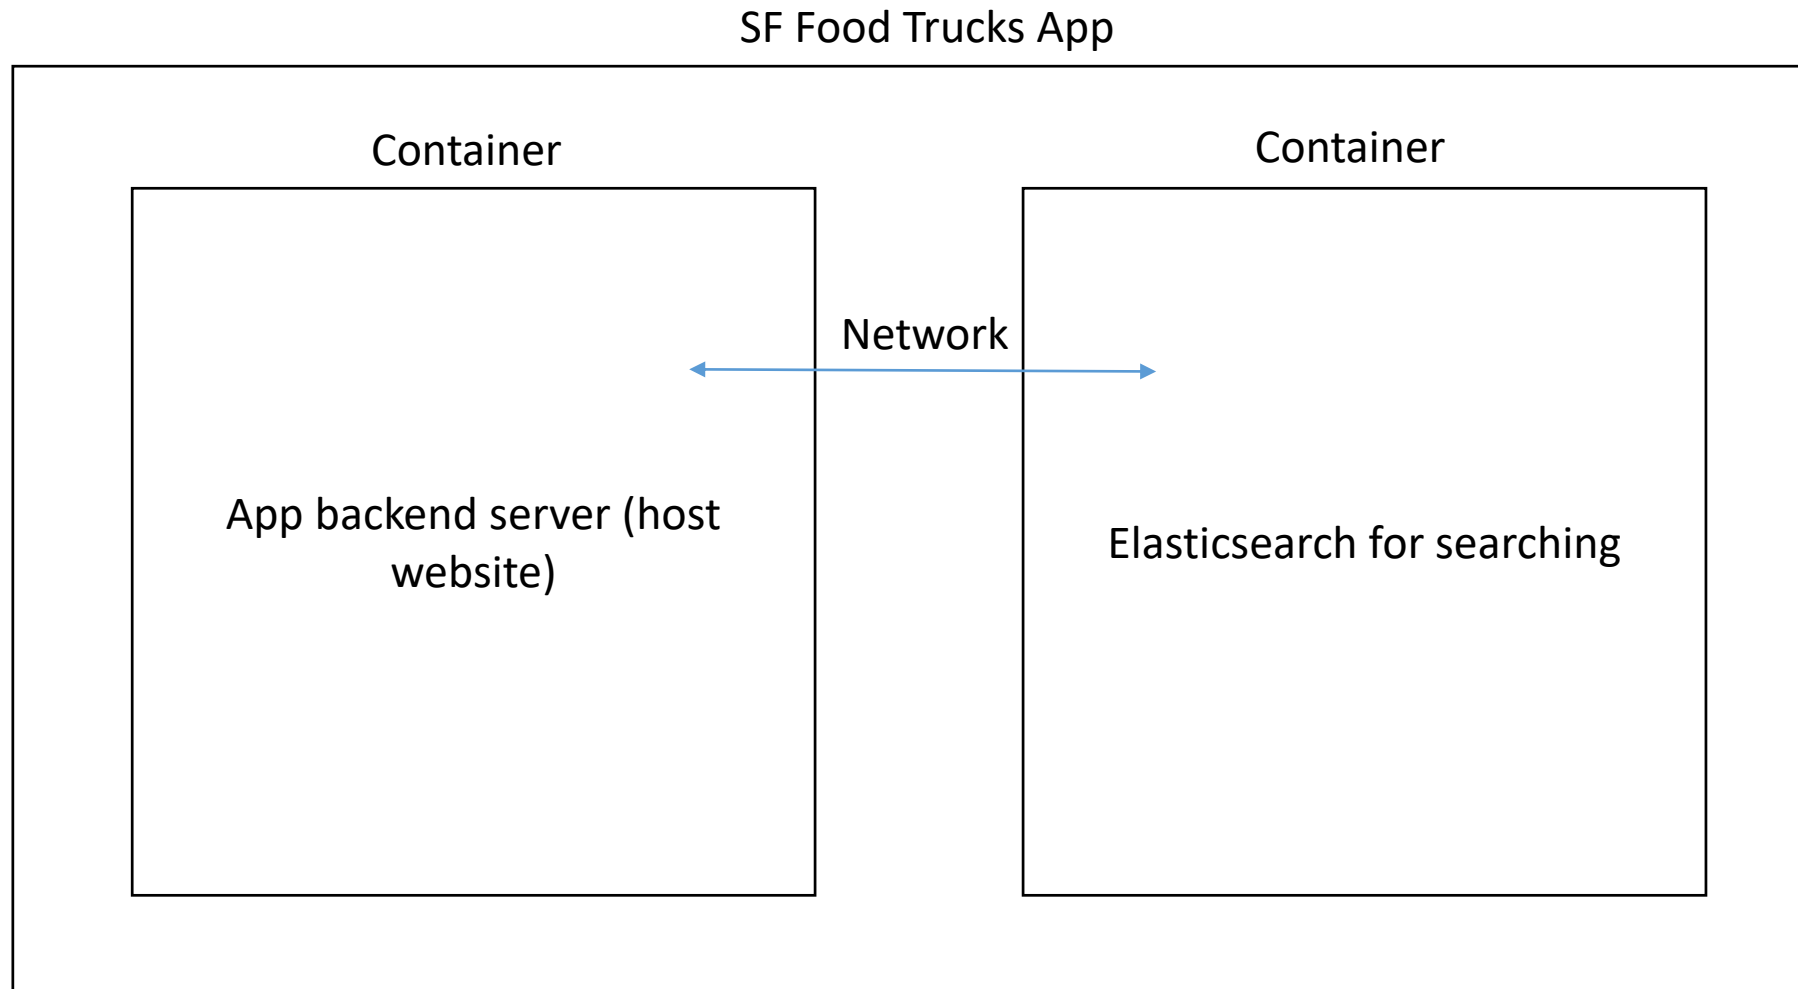 SF Food Trucks App
Container
Container
Network
App backend server (host
website)
Elasticsearch for searching